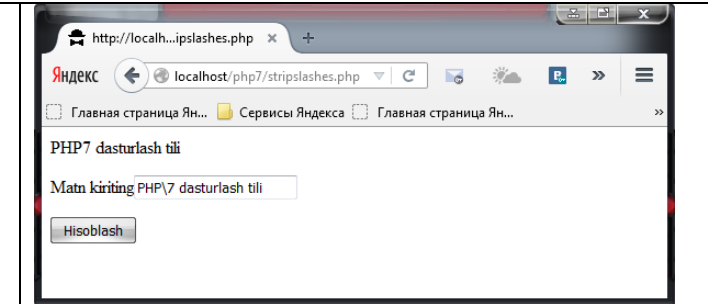 http://localh...ipslashes.php
Яндекс localhost/php7/stripslashes.php
Главная страница Ян... Сервисы Яндекса Главная страница Ян...
PHP7 dasturlash tili
Matn kiriting PHP\7 dasturlash tili
Hisoblash